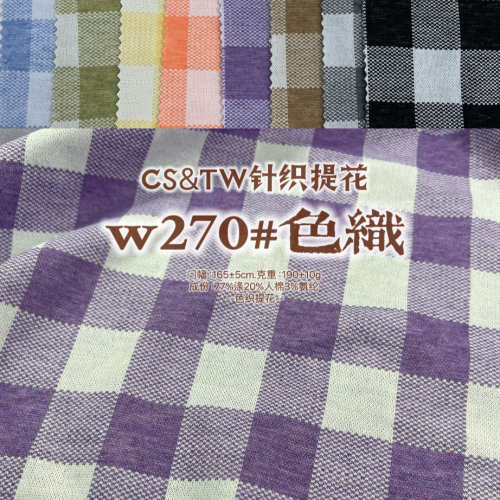 CS&TW针织提花
w270#色織
门幅:165±5cm.克重:190±10g
成份:77%涤20%人棉3%氨纶
色织提花